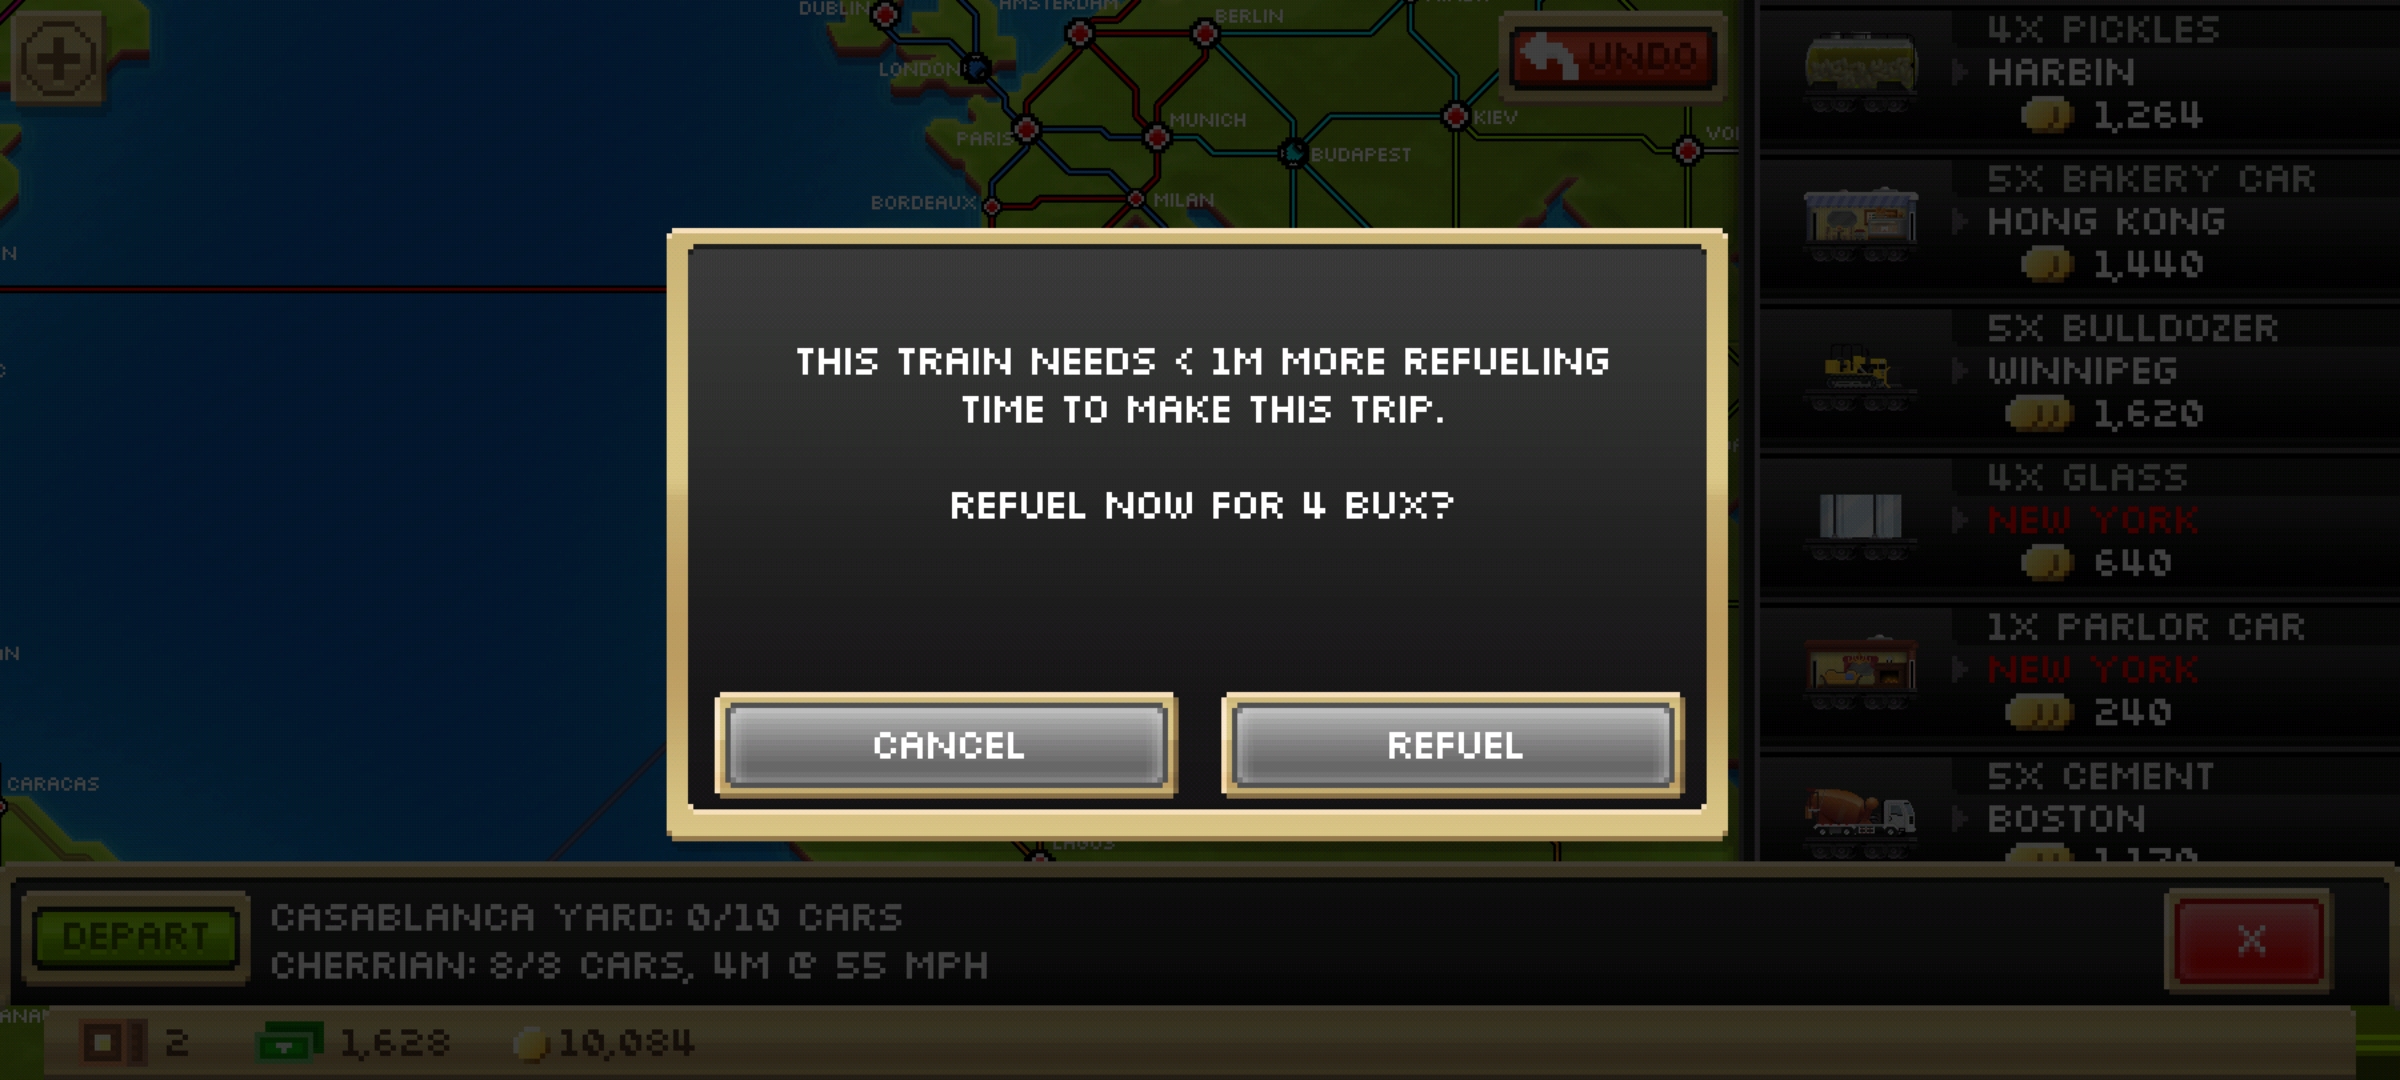 DUBLIN
AMSTERDAM
BERLIN
LONDON
UNDO
PARIS
MUNICH
KIEV
BUDAPEST
BORDEAUX
MILAN
4X PICKLES
HARBIN
1,264
5X BAKERY CAR
HONG KONG
1,440
5X BULLDOZER
WINNIPEG
1,620
4X GLASS
NEW YORK
640
1X PARLOR CAR
NEW YORK
240
5X CEMENT
BOSTON
1,170
THIS TRAIN NEEDS < 1M MORE REFUELING
TIME TO MAKE THIS TRIP.
REFUEL NOW FOR 4 BUX?
CANCEL
REFUEL
CARACAS
LAGOS
DEPART
CASABLANCA YARD: 0/10 CARS
CHERRIAN: 8/8 CARS, 4M @ 55 MPH
X
2
1,628
10,084